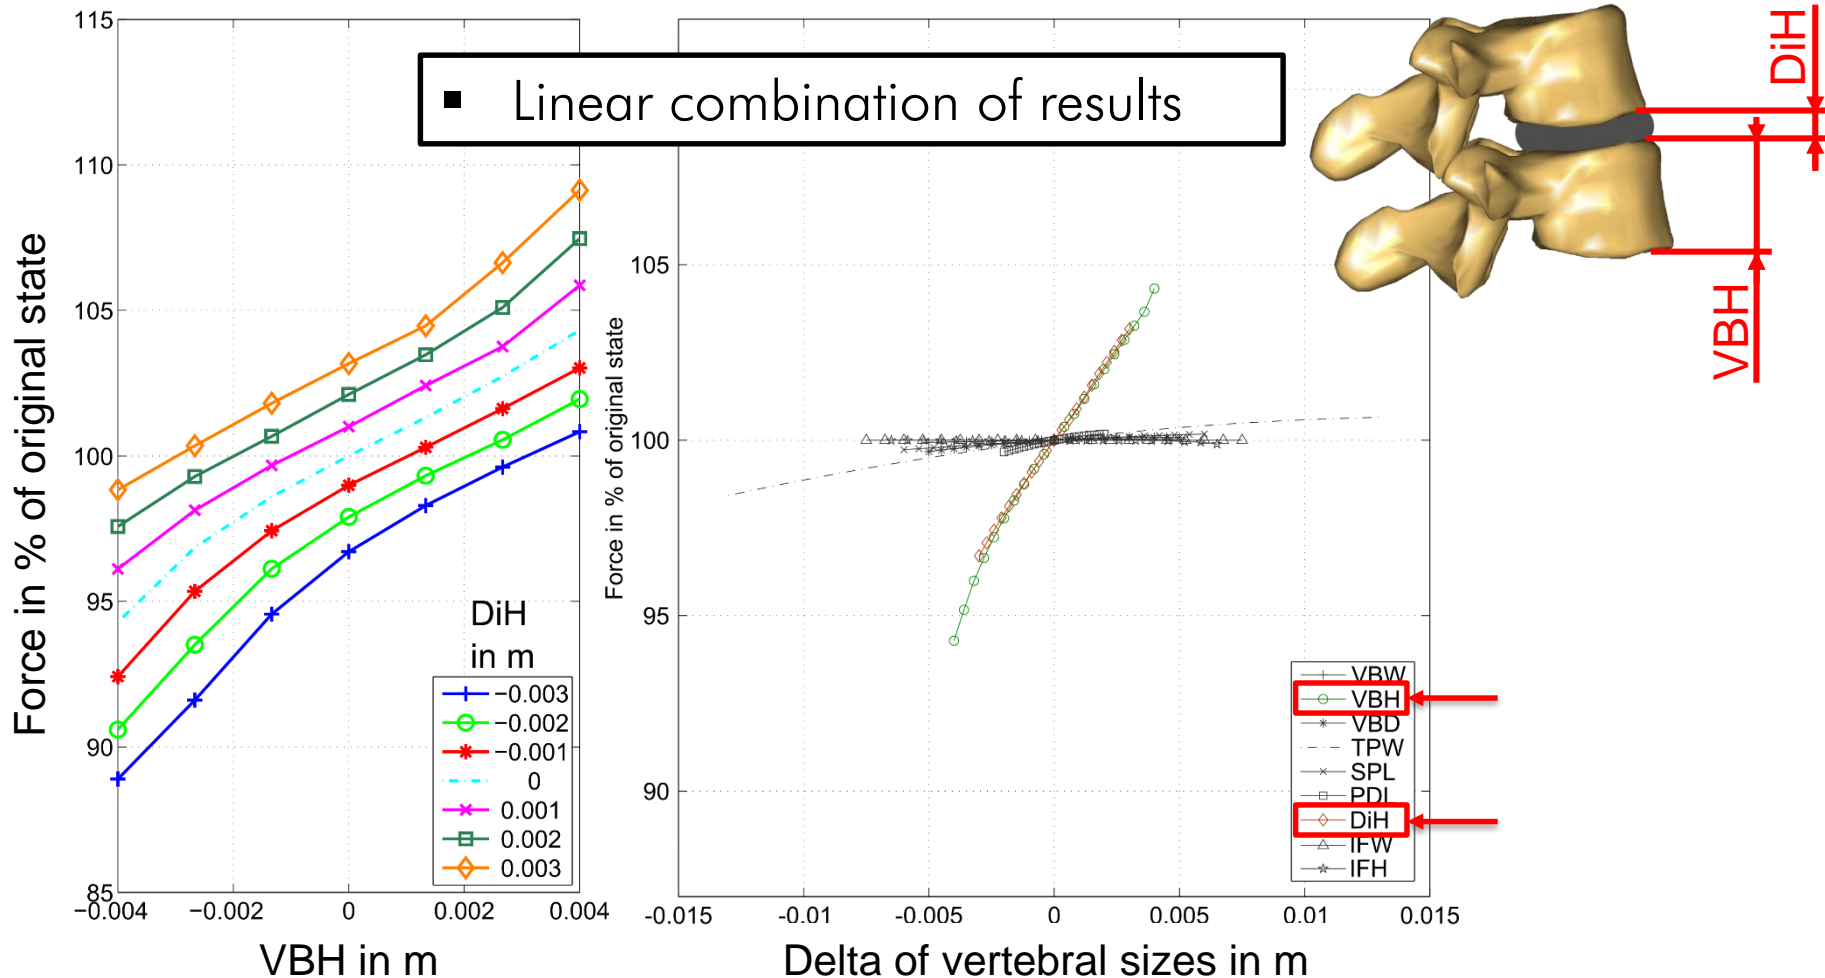 ■ Linear combination of results
115
110
105
100
95
90
85
−0.004
−0.002
0
0.002
0.004
Force in % of original state
VBH in m
DiH
in m
−0.003
−0.002
−0.001
0
0.001
0.002
0.003
105
100
95
90
-0.015
-0.01
-0.005
0
0.005
0.01
0.015
Force in % of original state
Delta of vertebral sizes in m
VBW
VBH
VBD
TPW
SPL
PDL
DiH
IFW
IFH
DiH
VBH